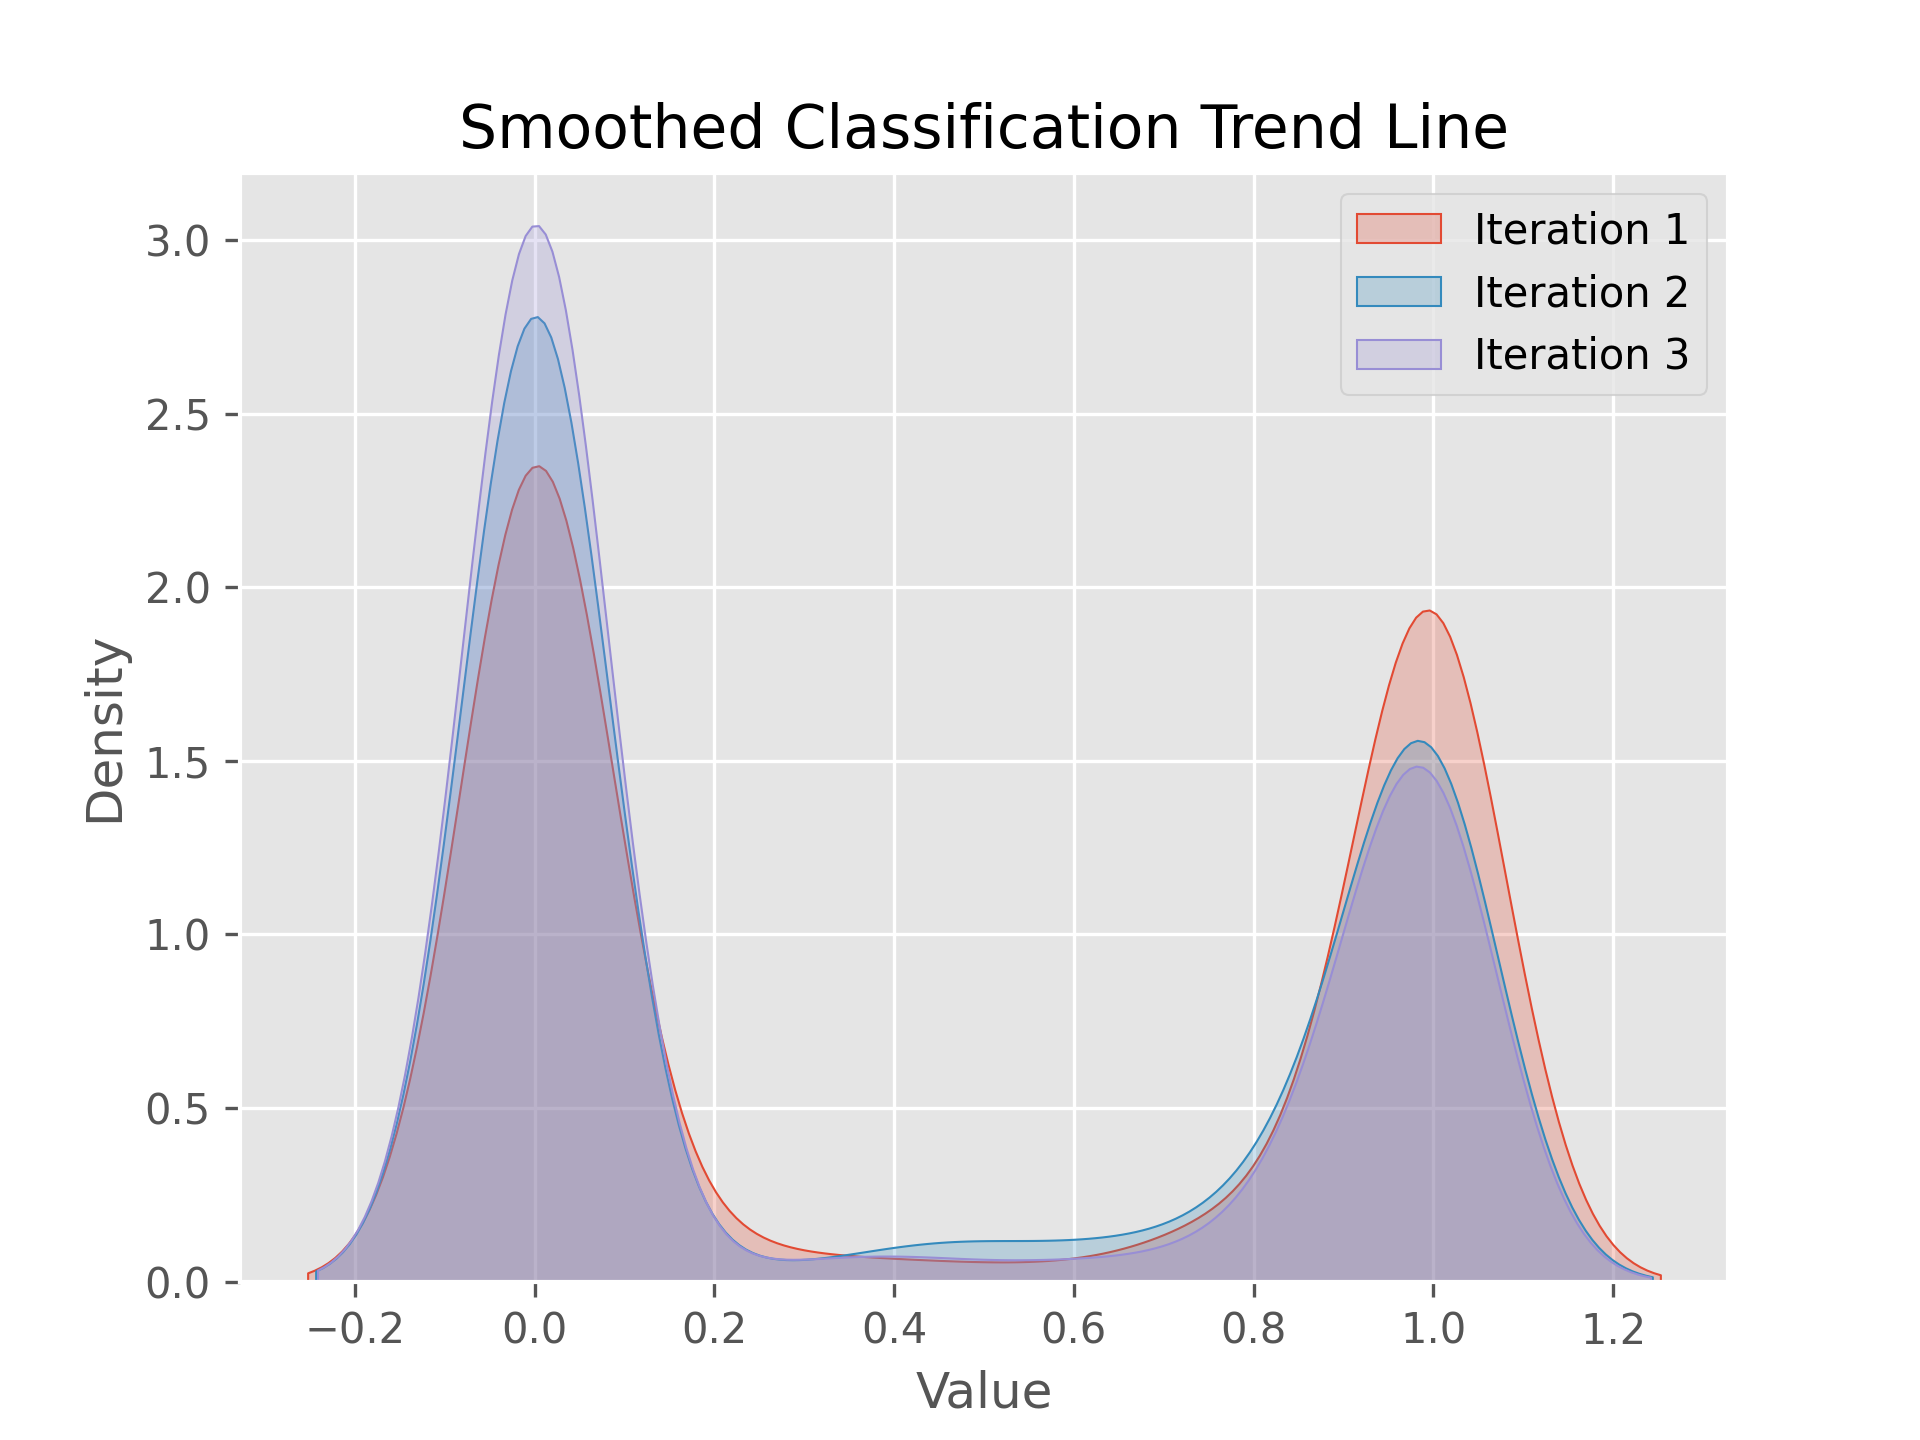 Smoothed Classification Trend Line
Iteration 1
Iteration 2
Iteration 3
3.0
2.5
2.0
1.5
1.0
0.5
0.0
Density
−0.2 0.0 0.2 0.4 0.6 0.8 1.0 1.2
Value